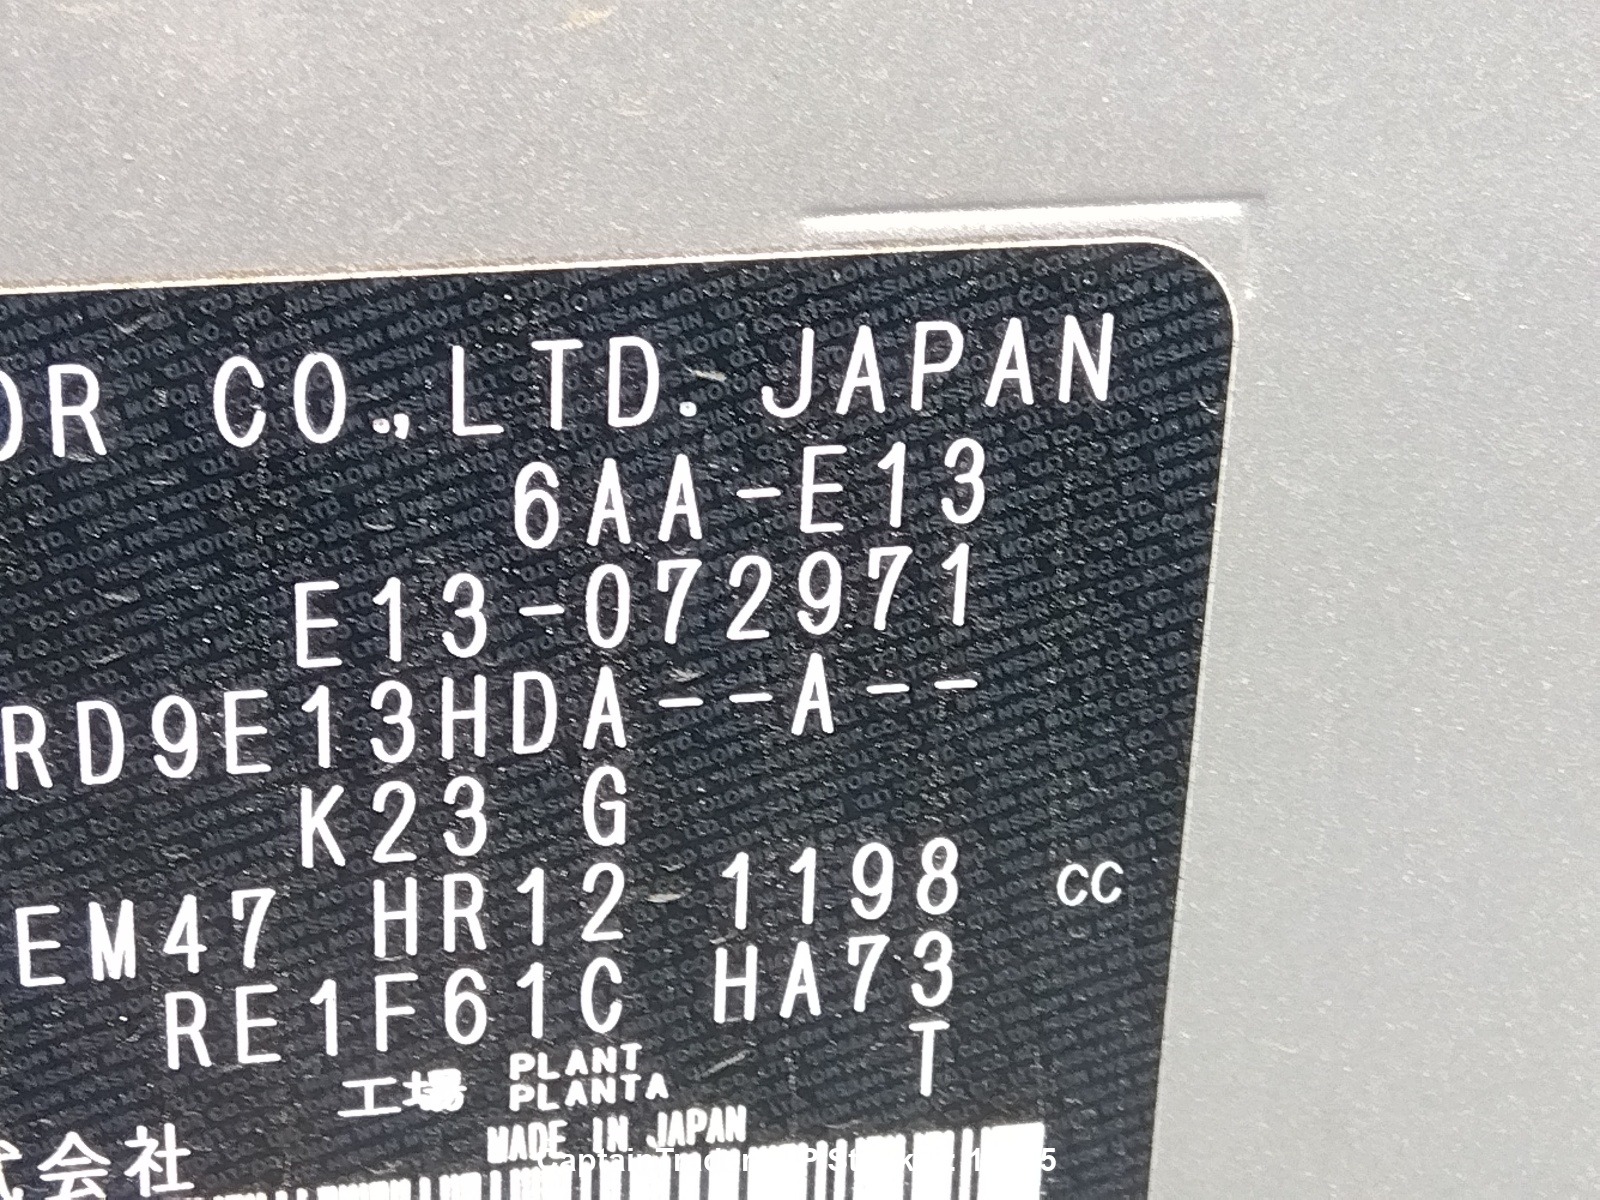 OR CO., LTD. JAPAN
6AA-E13
E13-072971
RD9E13HDA--A--
K23 G
EM47 HR12 1198 cc
RE1F61C HA73
工場 PLANT PLANTA T
式会社
MADE IN JAPAN